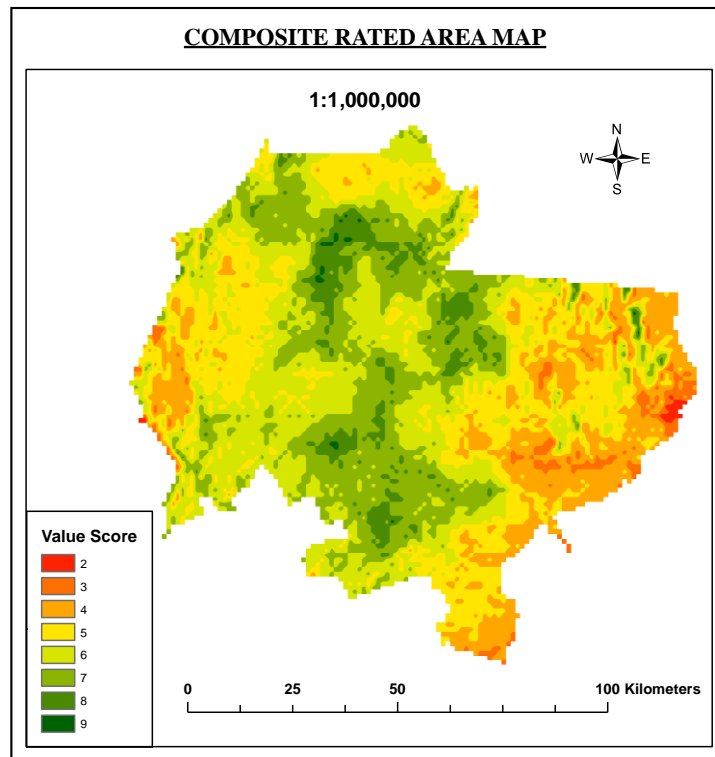 COMPOSITE RATED AREA MAP
1:1,000,000
N
W E
S
Value Score
2
3
4
5
6
7
8
9
0 25 50 100 Kilometers